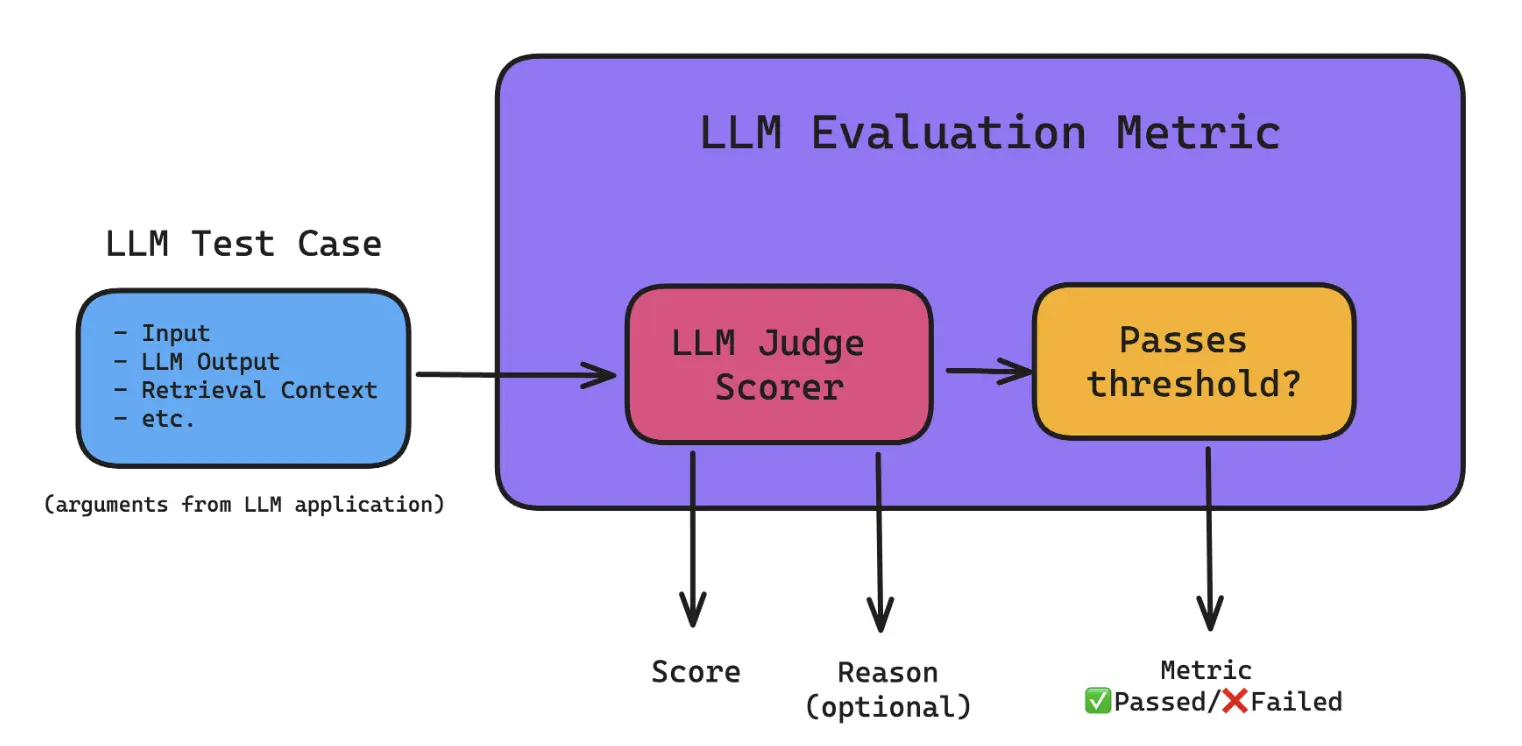 LLM Evaluation Metric
LLM Test Case
- Input
- LLM Output
- Retrieval Context
- etc.
(arguments from LLM application)
LLM Judge
Scorer
Passes
threshold?
Score
Reason
(optional)
Metric
✅Passed/❌Failed